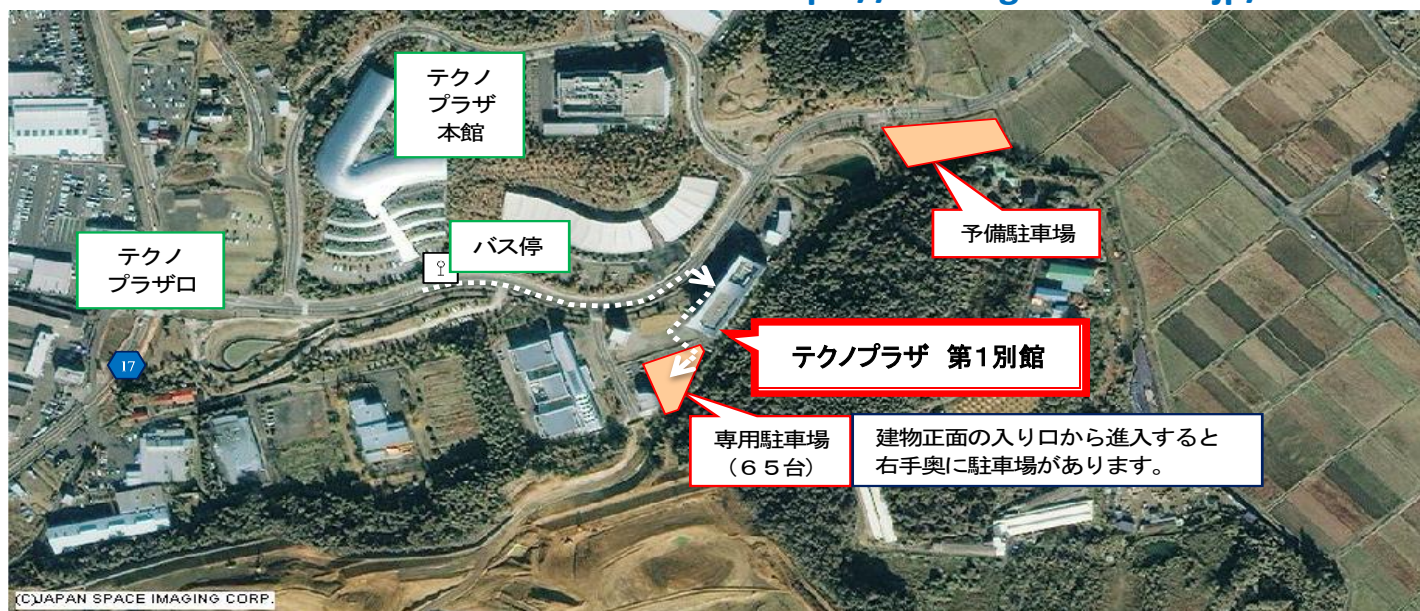 テクノ
プラザ
本館
予備駐車場
バス停
テクノ
プラザ口
17
テクノプラザ 第1別館
専用駐車場
(65台)
建物正面の入り口から進入すると
右手奥に駐車場があります。
(C)JAPAN SPACE IMAGING CORP.